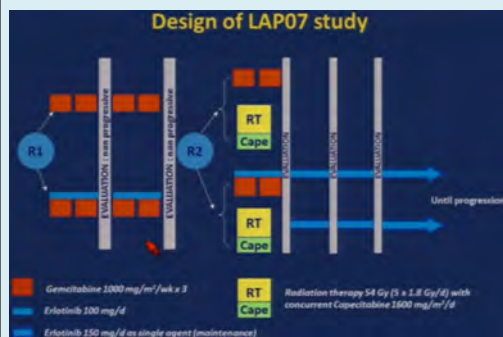 Design of LAP07 study
R1
EVALUATION : non progressive
EVALUATION : non progressive
R2
RT
Cape
RT
Cape
EVALUATION
EVALUATION
EVALUATION
Until progression
Gemcitabine 1000 mg/m²/wk x 3
Erlotinib 100 mg/d
Erlotinib 150 mg/d as single agent (maintenance)
RT
Cape
Radiation therapy 54 Gy (5 x 1.8 Gy/d) with
concurrent Capecitabine 1600 mg/m²/d